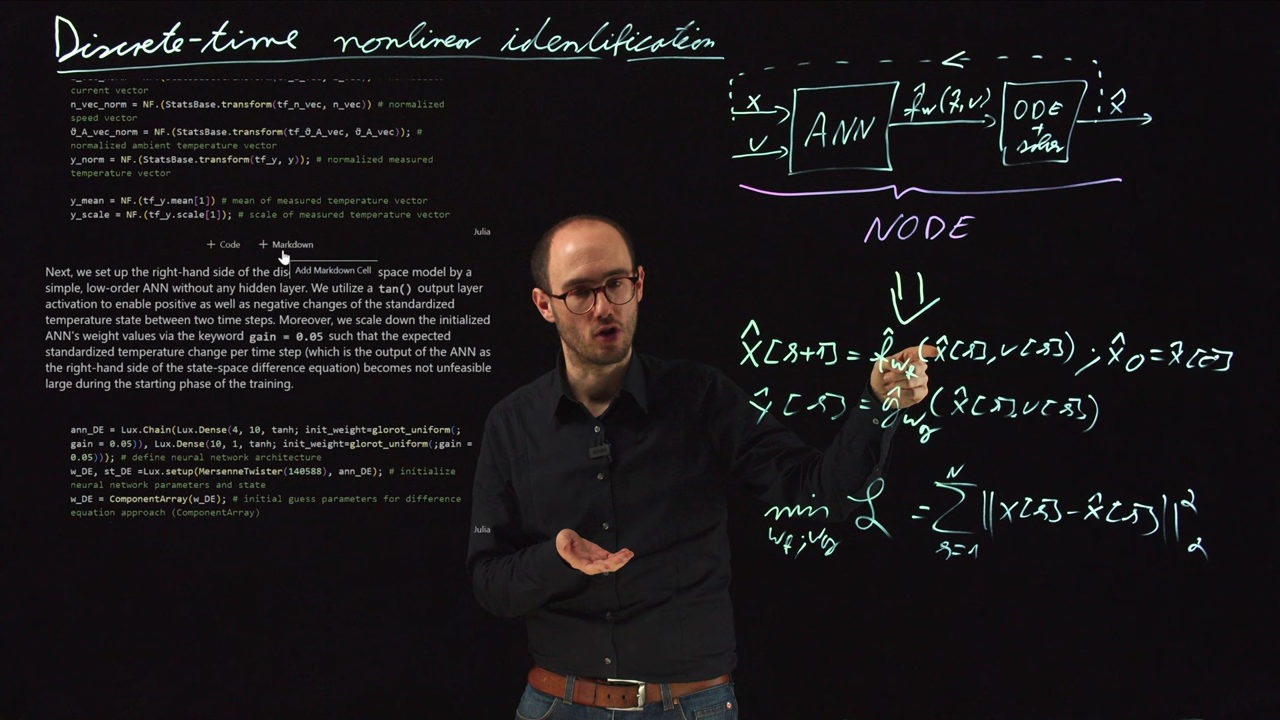 Discrete-time nonlinear identification
current vector
n_vec_norm = NF.(StatsBase.transform(tf_n_vec, n_vec)) # normalized
speed vector
ϑ_A_vec_norm = NF.(StatsBase.transform(tf_ϑ_A_vec, ϑ_A_vec)); #
normalized ambient temperature vector
y_norm = NF.(StatsBase.transform(tf_y, y)); # normalized measured
temperature vector
y_mean = NF.(tf_y.mean[1]) # mean of measured temperature vector
y_scale = NF.(tf_y.scale[1]); # scale of measured temperature vector
Julia
+ Code + Markdown
Add Markdown Cell
Next, we set up the right-hand side of the dis space model by a
simple, low-order ANN without any hidden layer. We utilize a tan() output layer
activation to enable positive as well as negative changes of the standardized
temperature state between two time steps. Moreover, we scale down the initialized
ANN's weight values via the keyword gain = 0.05 such that the expected
standardized temperature change per time step (which is the output of the ANN as
the right-hand side of the state-space difference equation) becomes not unfeasible
large during the starting phase of the training.
ann_DE = Lux.Chain(Lux.Dense(4, 10, tanh; init_weight=glorot_uniform(;
gain = 0.05)), Lux.Dense(10, 1, tanh; init_weight=glorot_uniform(;gain =
0.05))); # define neural network architecture
w_DE, st_DE =Lux.setup(MersenneTwister(140588), ann_DE); # initialize
neural network parameters and state
w_DE = ComponentArray(w_DE); # initial guess parameters for difference
equation approach (ComponentArray)
Julia
x
v
ANN
f̂w(x̂,v)
ODE
+
solver
x̂
NODE
x̂[k+1] = f̂wf(x̂[k],v[k]) ; x̂0 = x̂[0]
ŷ[k] = ĝwg(x̂[k],v[k])
min wf;wg L = Σ k=1 N ||x[k]-x̂[k]||²₂